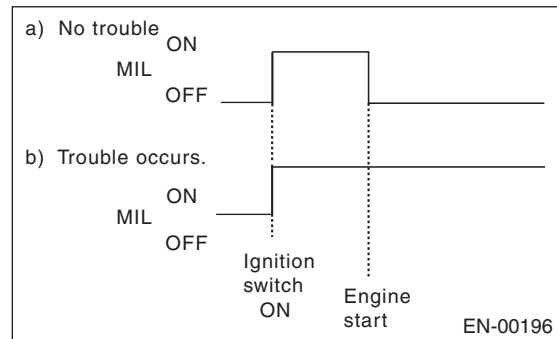 a) No trouble
ON
MIL
OFF
b) Trouble occurs.
ON
MIL
OFF
Ignition
switch
ON
Engine
start
EN-00196